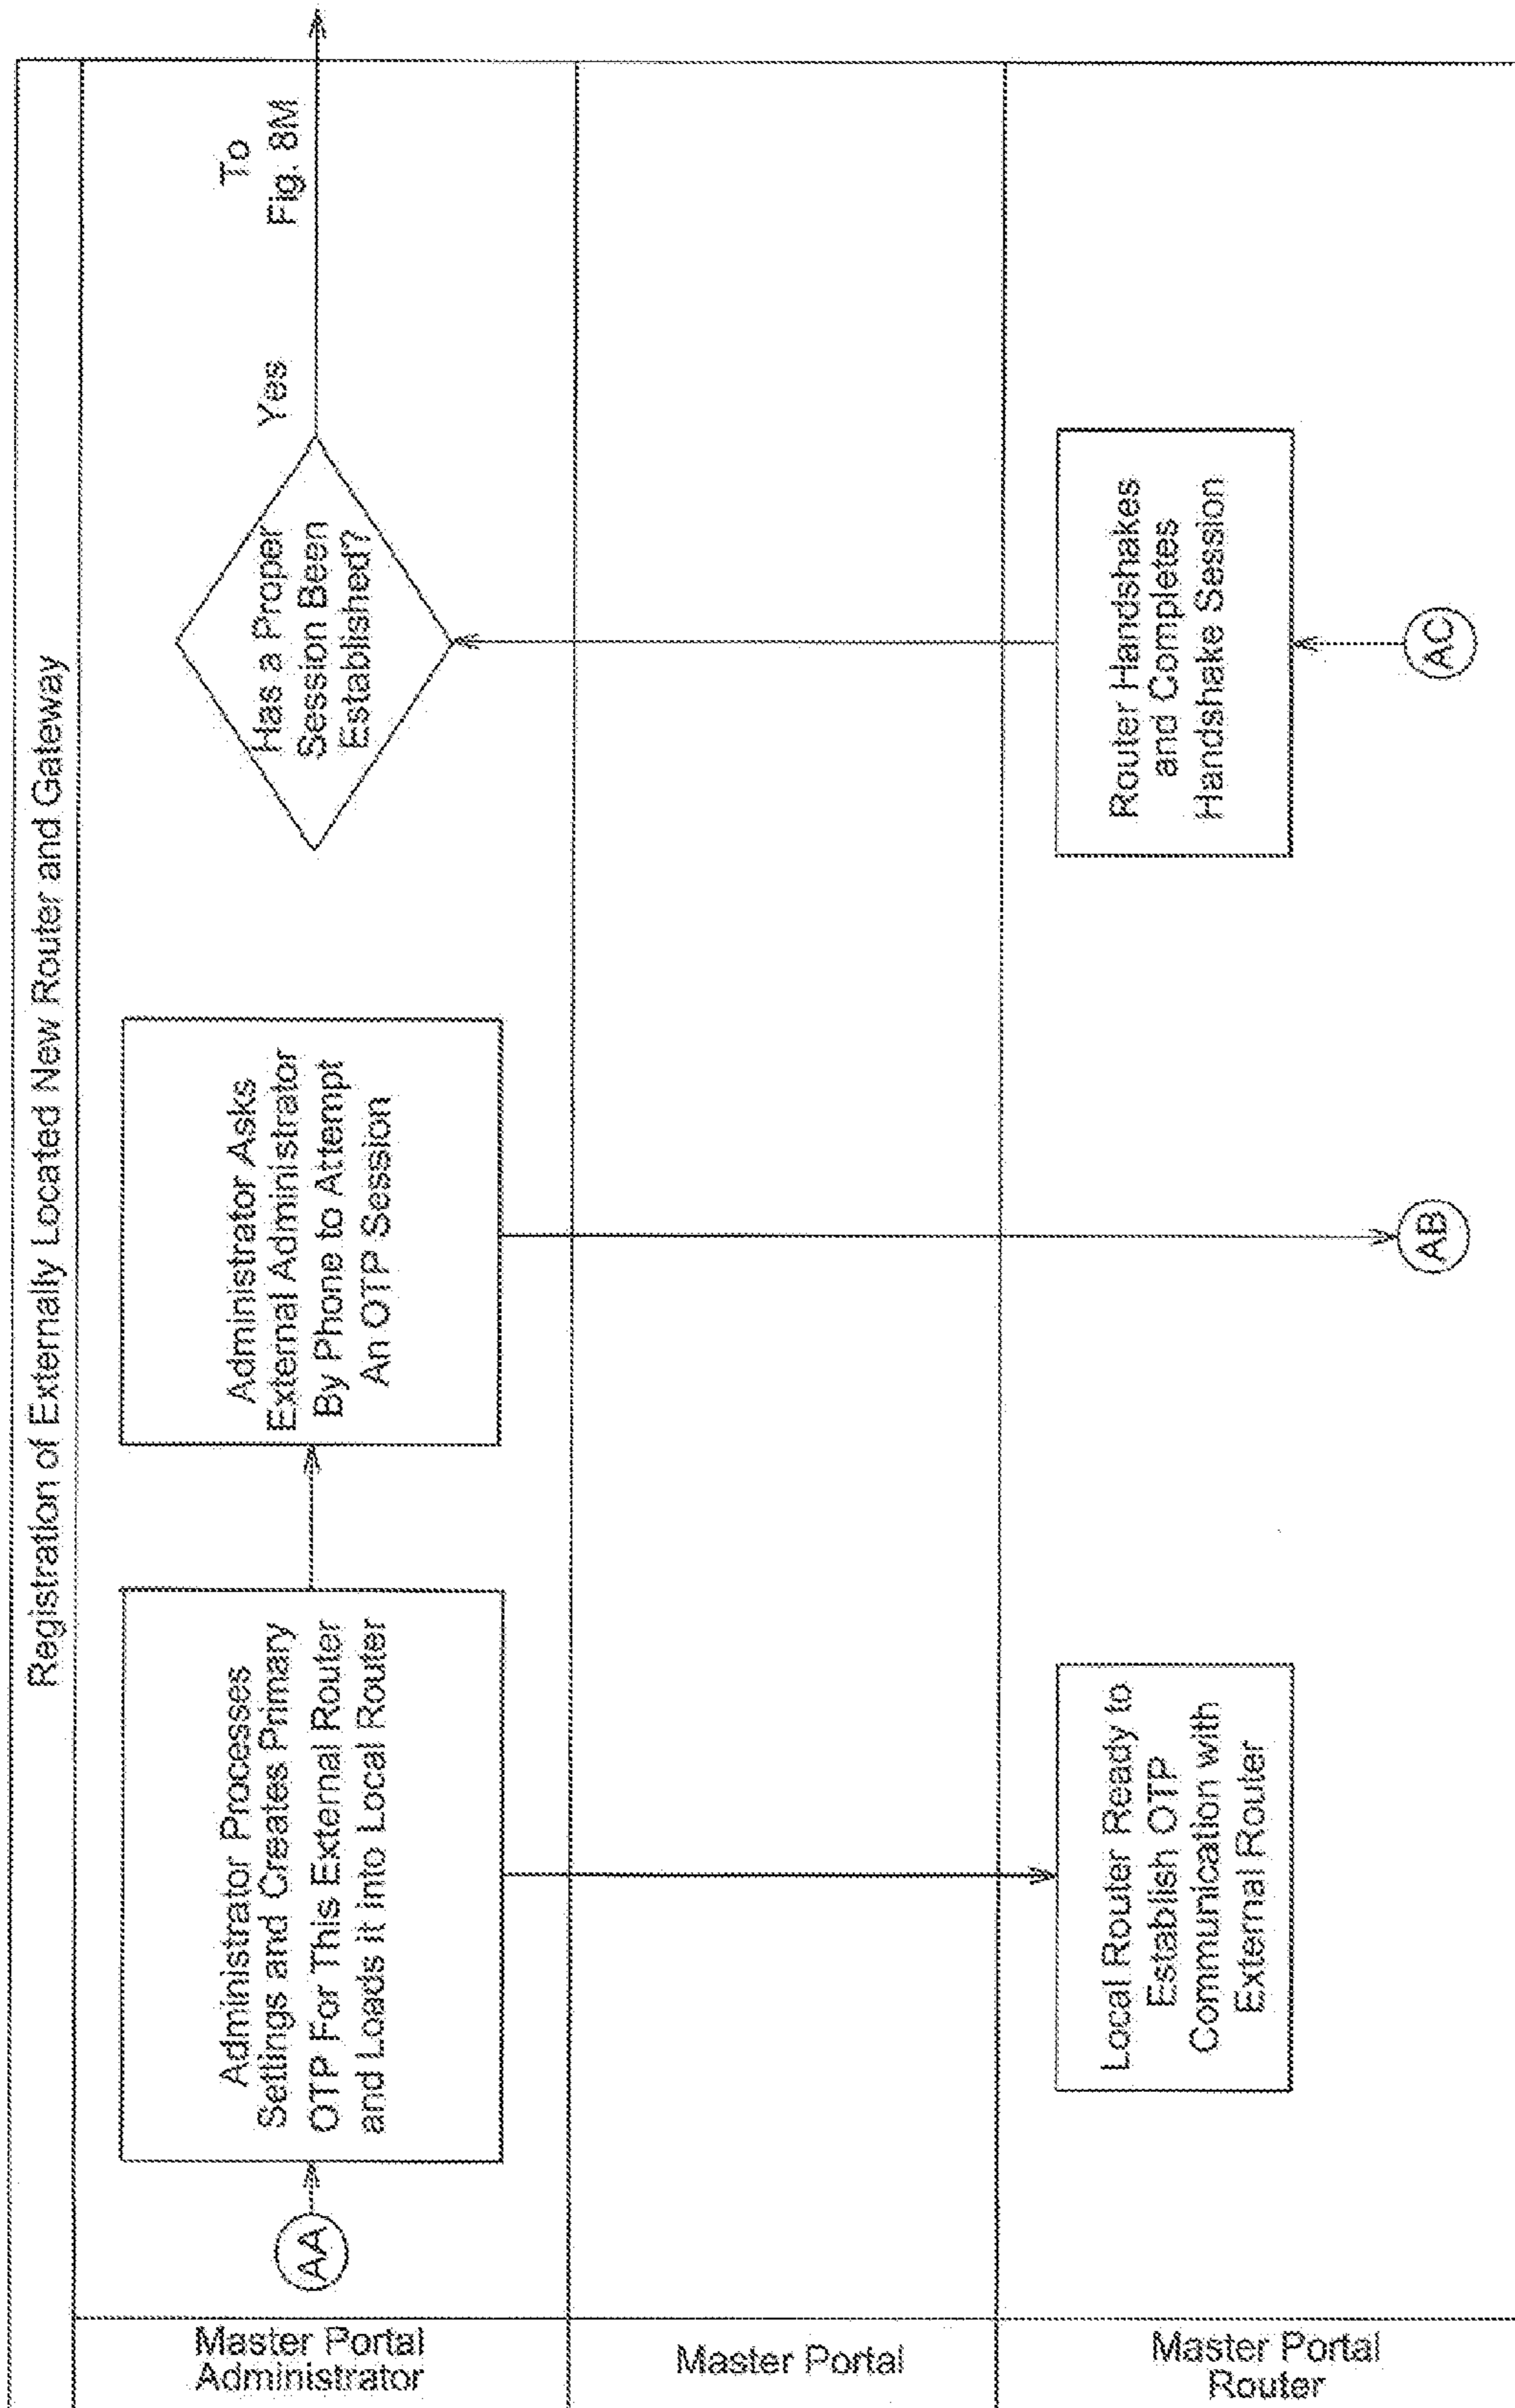 Registration of Externally Located New Router and Gateway
Master Portal
Administrator
AA
Administrator Processes
Settings and Creates Primary
OTP For This External Router
and Loads it into Local Router
Administrator Asks
External Administrator
By Phone to Attempt
An OTP Session
Has a Proper
Session Been
Established?
Yes
To
Fig. 8M
Master Portal
Master Portal
Router
Local Router Ready to
Establish OTP
Communication with
External Router
AB
Router Handshakes
and Completes
Handshake Session
AC